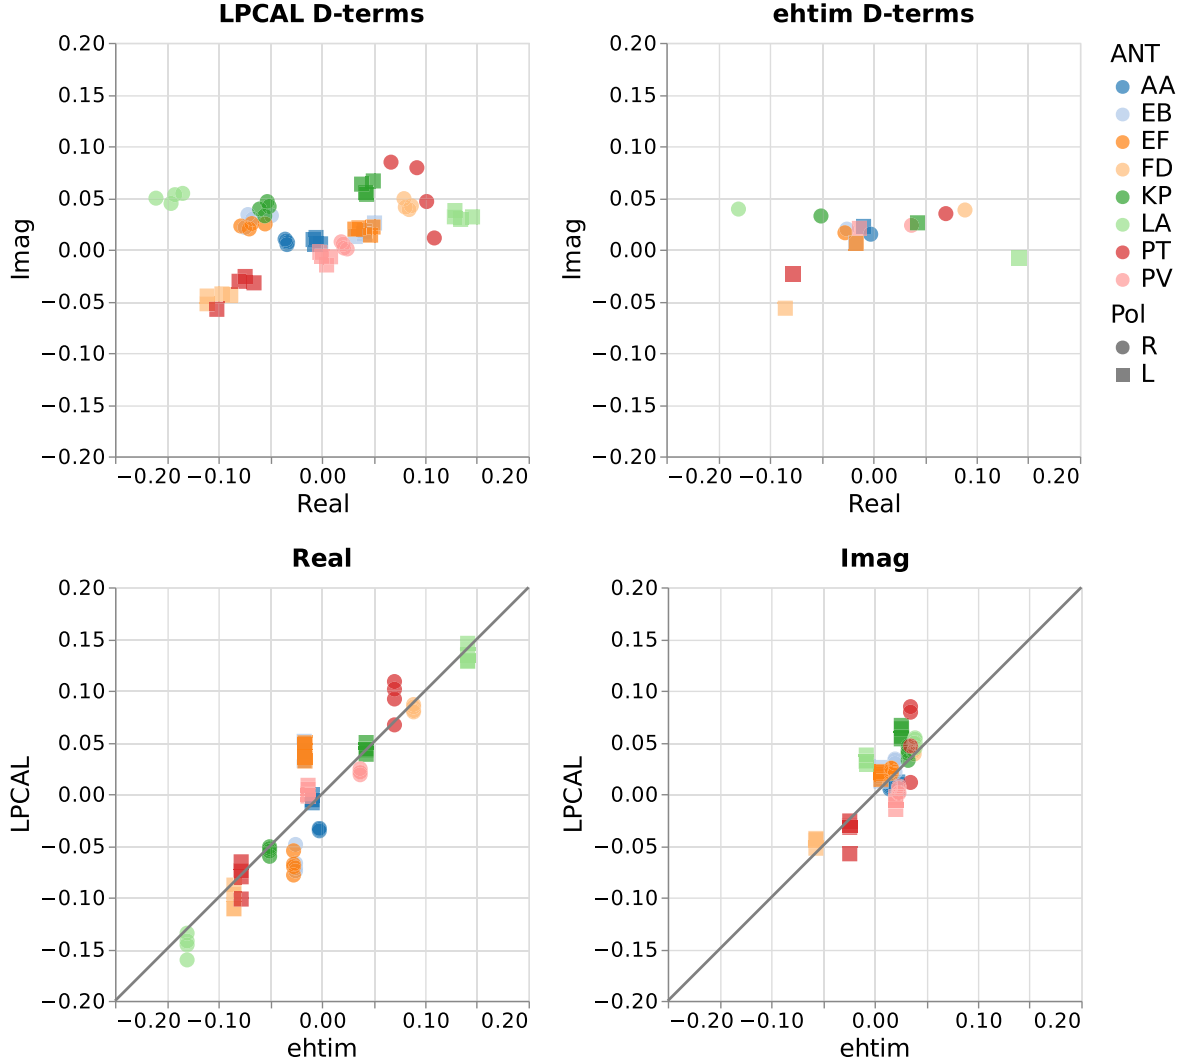 LPCAL D-terms
0.20
0.15
0.10
0.05
0.00
−0.05
−0.10
−0.15
−0.20
Imag
−0.20
−0.10
0.00
0.10
0.20
Real
ehtim D-terms
0.20
0.15
0.10
0.05
0.00
−0.05
−0.10
−0.15
−0.20
Imag
−0.20
−0.10
0.00
0.10
0.20
Real
ANT
AA
EB
EF
FD
KP
LA
PT
PV
Pol
R
L
Real
0.20
0.15
0.10
0.05
0.00
−0.05
−0.10
−0.15
−0.20
LPCAL
−0.20
−0.10
0.00
0.10
0.20
ehtim
Imag
0.20
0.15
0.10
0.05
0.00
−0.05
−0.10
−0.15
−0.20
LPCAL
−0.20
−0.10
0.00
0.10
0.20
ehtim